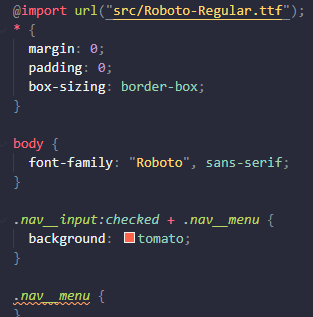 @import url("src/Roboto-Regular.ttf");
* {
margin: 0;
padding: 0;
box-sizing: border-box;
}
body {
font-family: "Roboto", sans-serif;
}
.nav__input:checked + .nav__menu {
background: tomato;
}
.nav__menu {
}